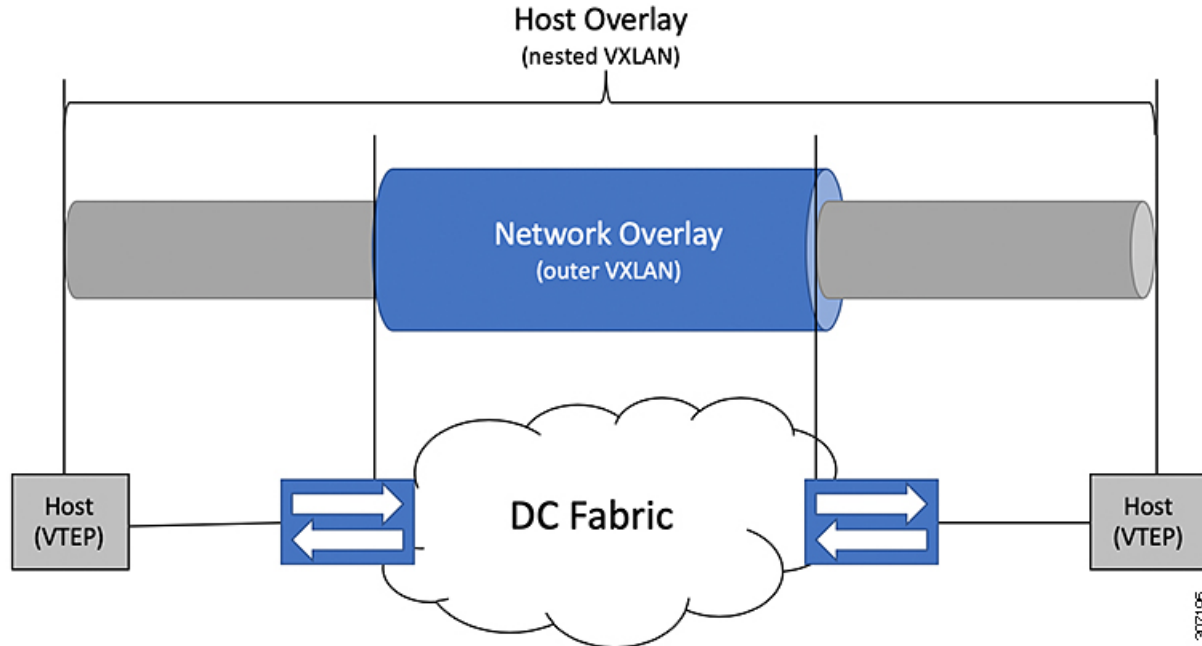 Host Overlay
(nested VXLAN)
Network Overlay
(outer VXLAN)
DC Fabric
Host
(VTEP)
Host
(VTEP)